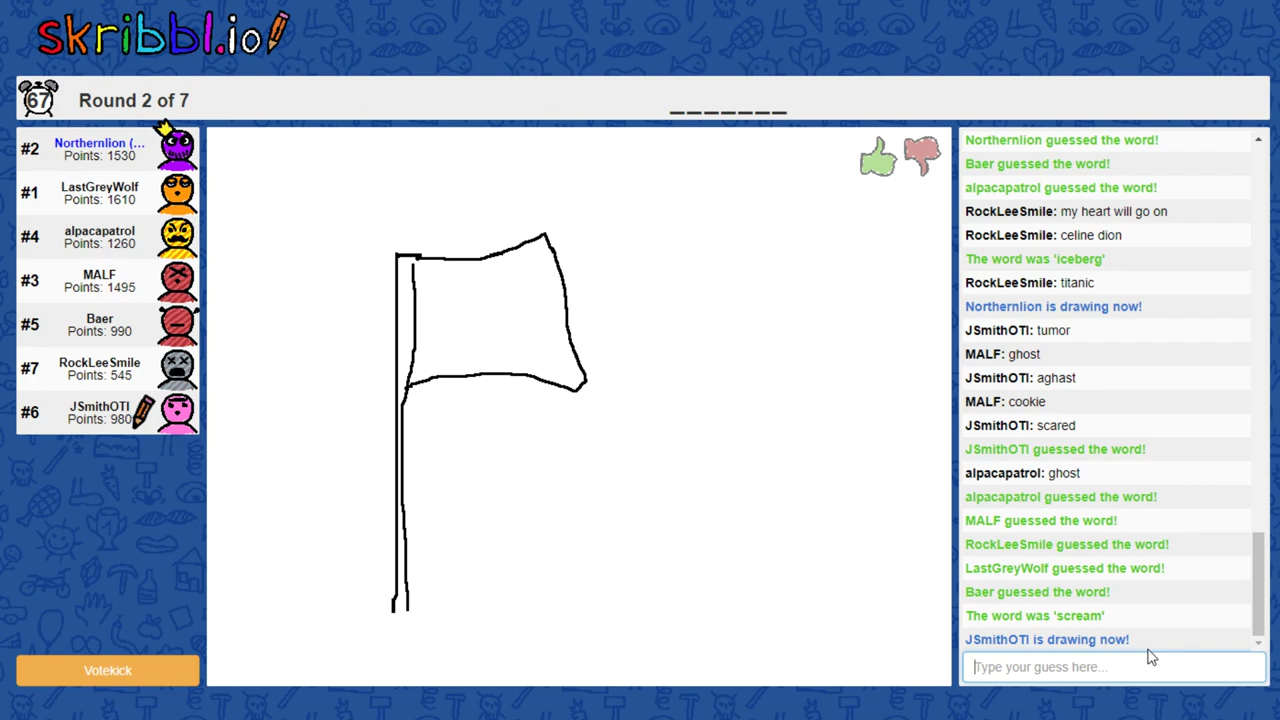 skribbl.io
67
Round 2 of 7
_______
#2
Northernlion (...
Points: 1530
#1
LastGreyWolf
Points: 1610
#4
alpacapatrol
Points: 1260
#3
MALF
Points: 1495
#5
Baer
Points: 990
#7
RockLeeSmile
Points: 545
#6
JSmithOTI
Points: 980
Votekick
Northernlion guessed the word!
Baer guessed the word!
alpacapatrol guessed the word!
RockLeeSmile: my heart will go on
RockLeeSmile: celine dion
The word was 'iceberg'
RockLeeSmile: titanic
Northernlion is drawing now!
JSmithOTI: tumor
MALF: ghost
JSmithOTI: aghast
MALF: cookie
JSmithOTI: scared
JSmithOTI guessed the word!
alpacapatrol: ghost
alpacapatrol guessed the word!
MALF guessed the word!
RockLeeSmile guessed the word!
LastGreyWolf guessed the word!
Baer guessed the word!
The word was 'scream'
JSmithOTI is drawing now!
Type your guess here...